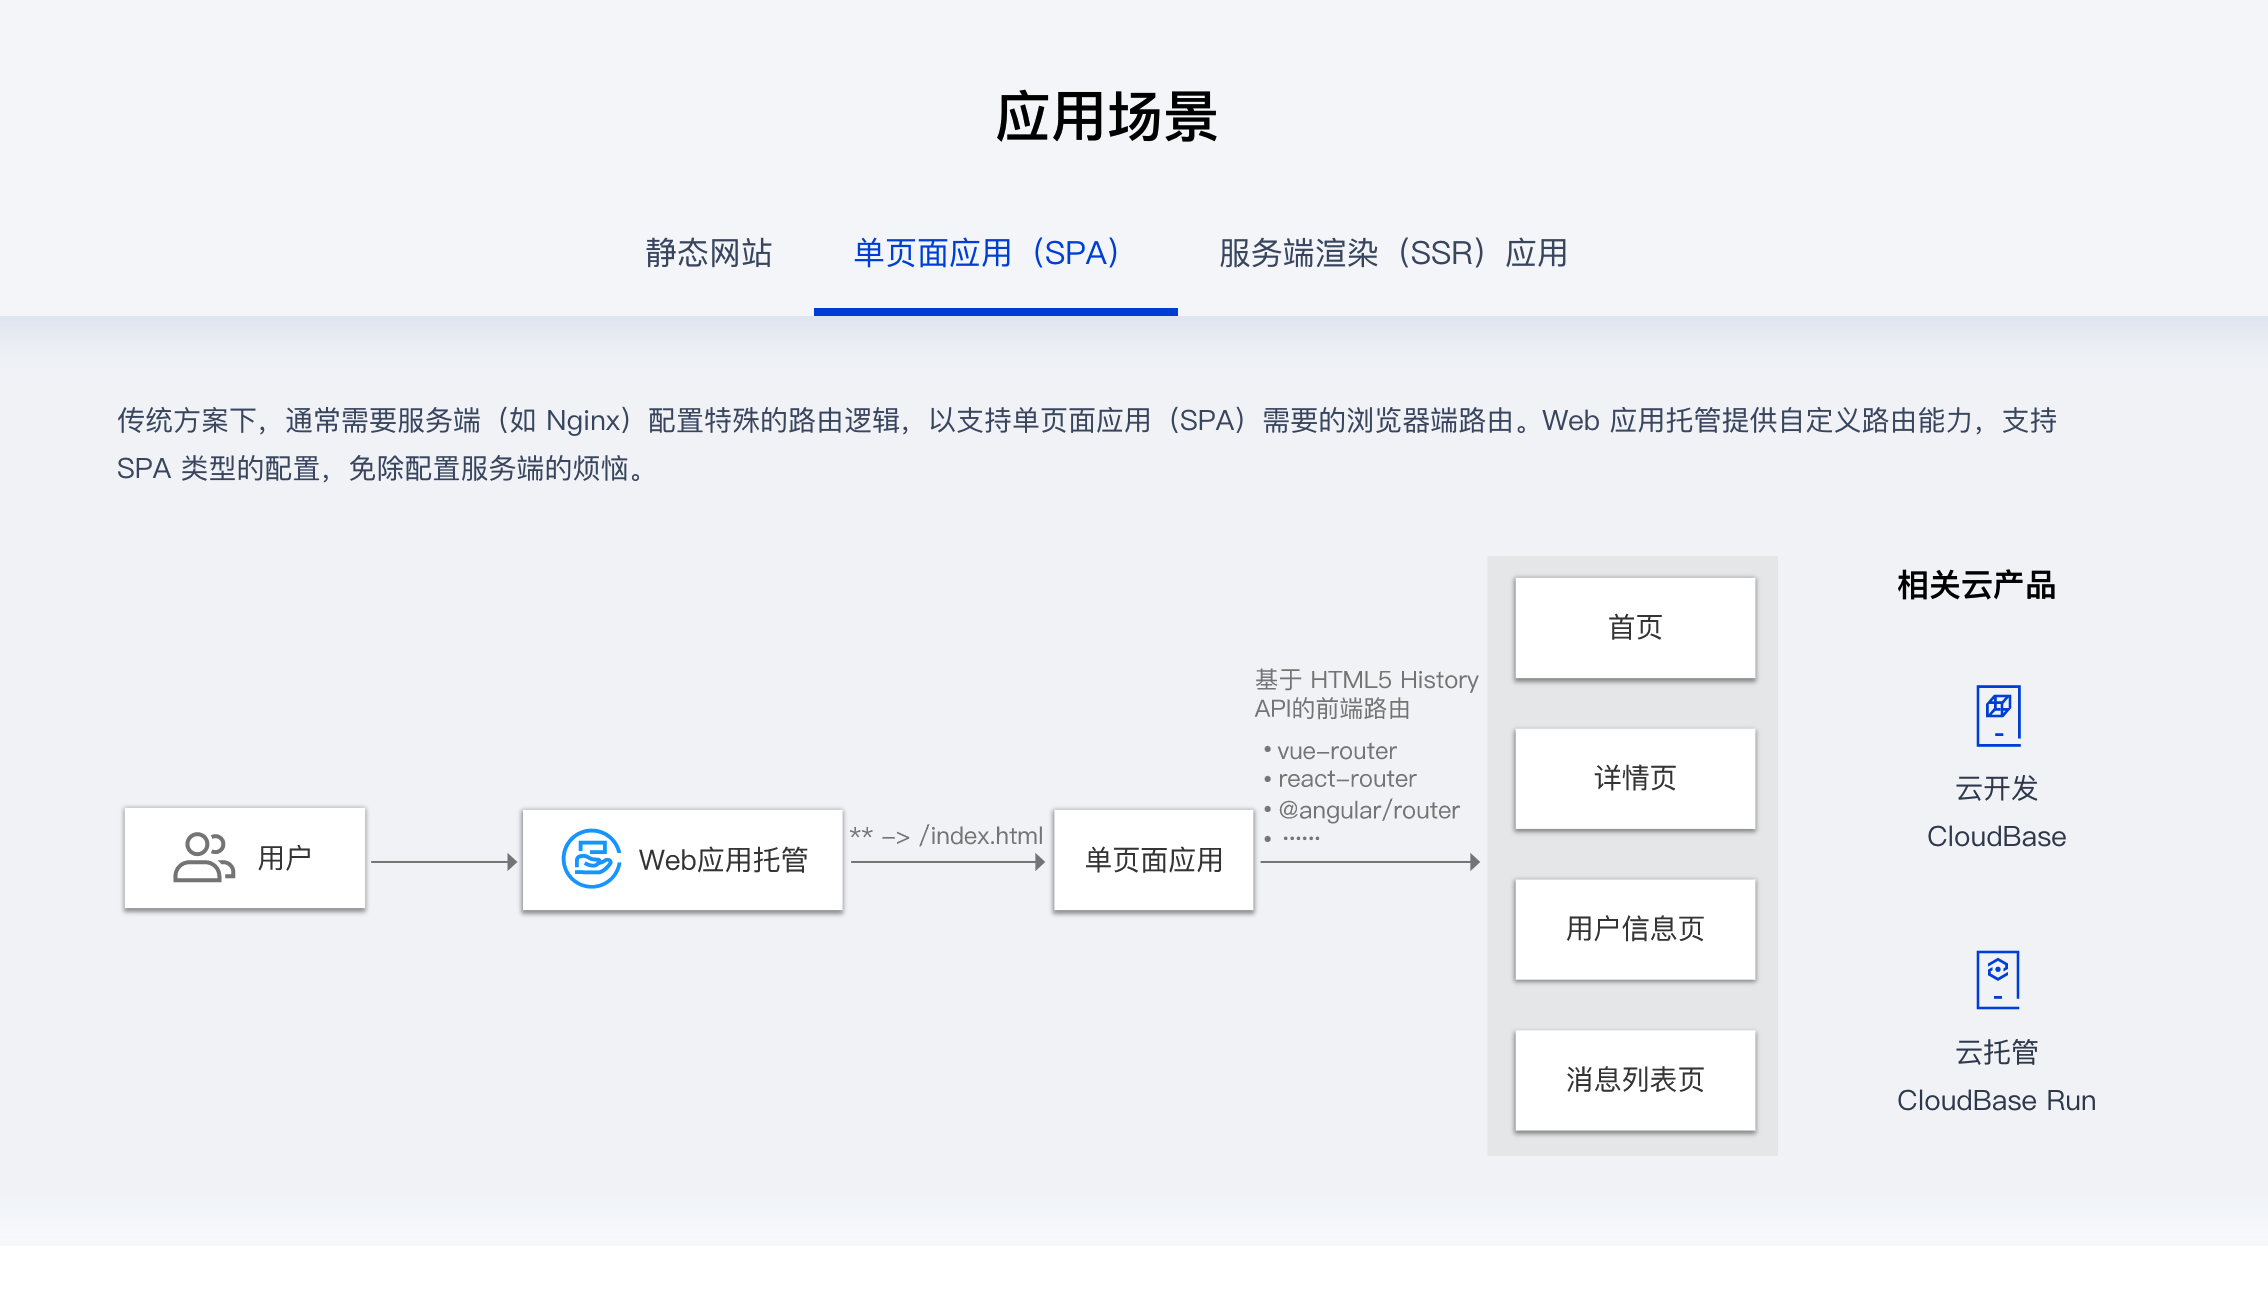 应用场景
静态网站
单页面应用（SPA）
服务端渲染（SSR）应用
传统方案下，通常需要服务端（如 Nginx）配置特殊的路由逻辑，以支持单页面应用（SPA）需要的浏览器端路由。Web 应用托管提供自定义路由能力，支持
SPA 类型的配置，免除配置服务端的烦恼。
用户
Web应用托管
** -> /index.html
单页面应用
基于 HTML5 History
API的前端路由
• vue-router
• react-router
• @angular/router
• ······
首页
详情页
用户信息页
消息列表页
相关云产品
云开发
CloudBase
云托管
CloudBase Run